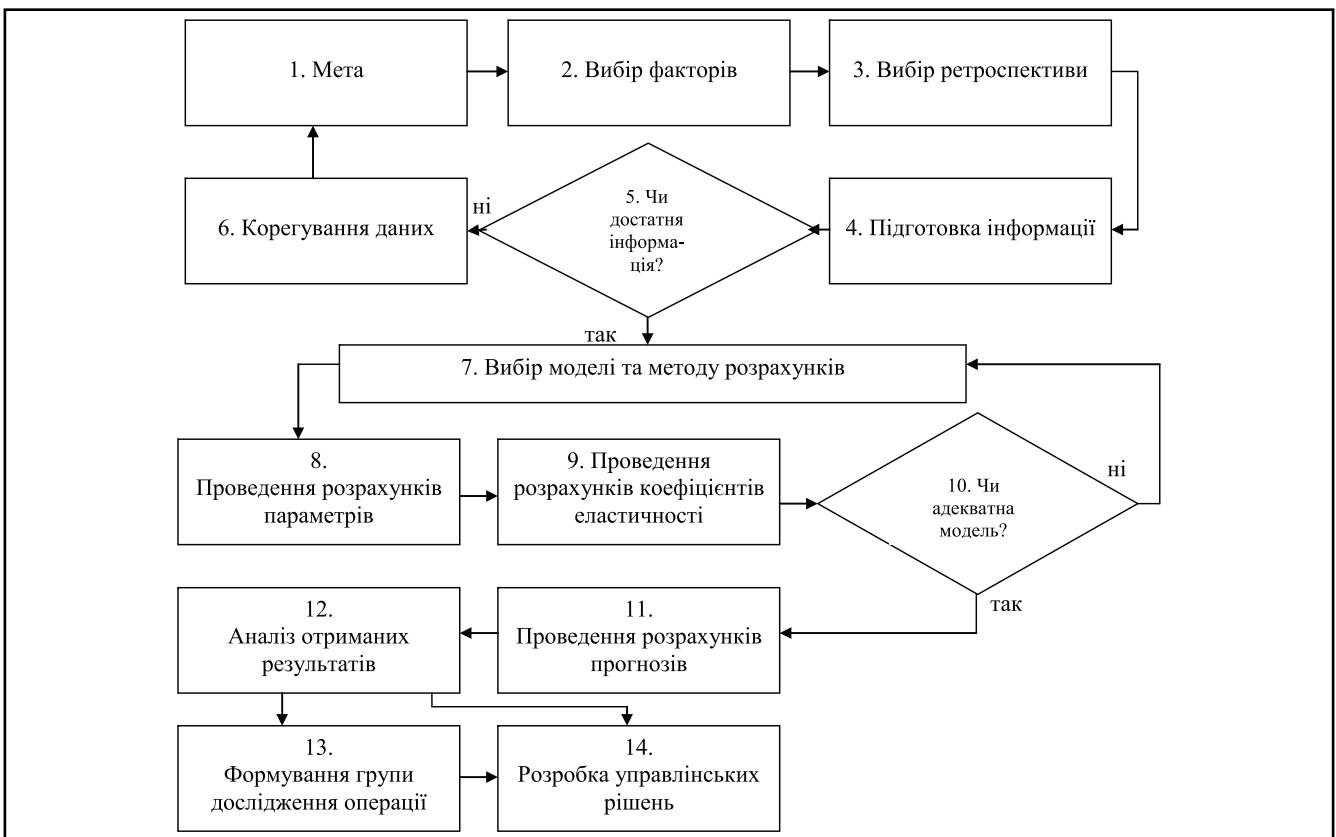 1. Мета
2. Вибір факторів
3. Вибір ретроспективи
6. Корегування даних
ні
5. Чи
достатня
інформа-
ція?
4. Підготовка інформації
так
7. Вибір моделі та методу розрахунків
8.
Проведення розрахунків
параметрів
9. Проведення
розрахунків коефіцієнтів
еластичності
10. Чи
адекватна
модель?
ні
так
12.
Аналіз отриманих
результатів
11.
Проведення розрахунків
прогнозів
13.
Формування групи
дослідження операції
14.
Розробка управлінських
рішень